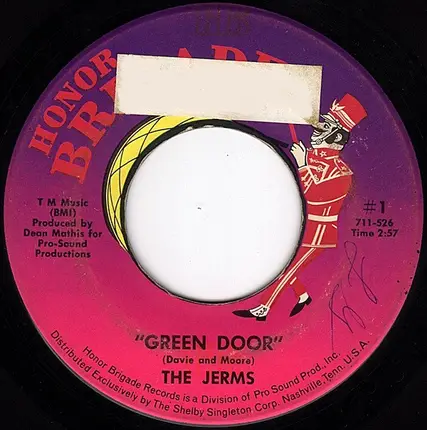 HONOR
BRIGADE
T M Music
(BMI)
Produced by
Dean Mathis for
Pro-Sound
Productions
#1
711-526
Time 2:57
"GREEN DOOR"
(Davie and Moore)
THE JERMS
Honor Brigade Records is a Division of Pro Sound Prod., Inc.
Distributed Exclusively by The Shelby Singleton Corp. Nashville, Tenn. U.S.A.